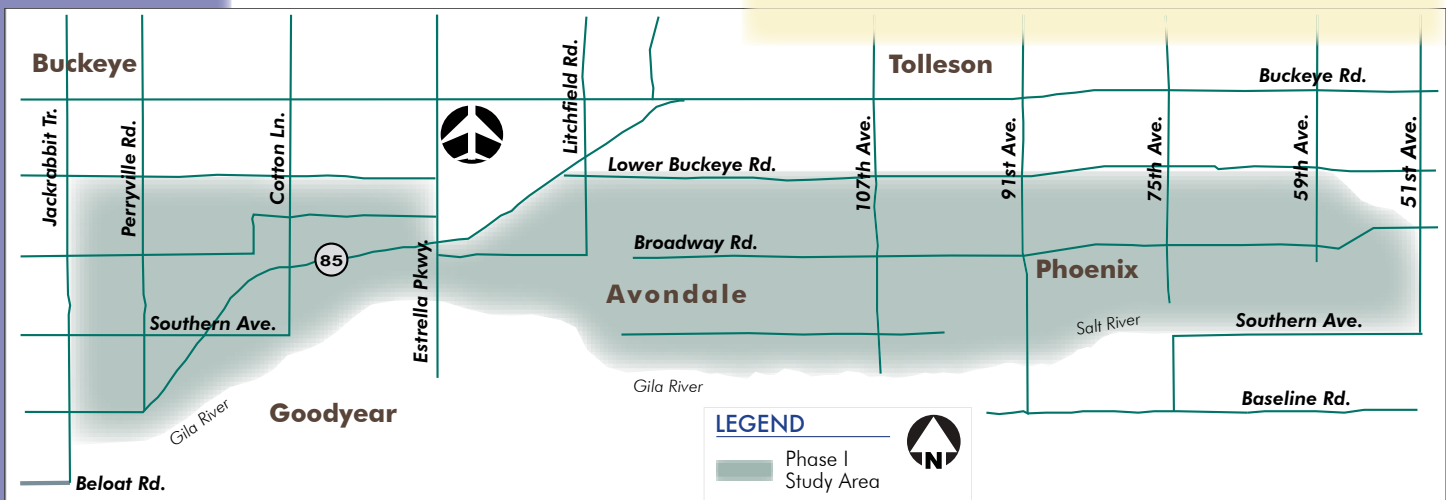 Buckeye
Tolleson
Buckeye Rd.
Jackrabbit Tr.
Perryville Rd.
Cotton Ln.
Litchfield Rd.
Lower Buckeye Rd.
107th Ave.
91st Ave.
75th Ave.
59th Ave.
51st Ave.
85
Estrella Pkwy.
Broadway Rd.
Phoenix
Avondale
Southern Ave.
Salt River
Southern Ave.
Gila River
Goodyear
Gila River
Baseline Rd.
LEGEND
N
Phase I
Study Area
Beloat Rd.